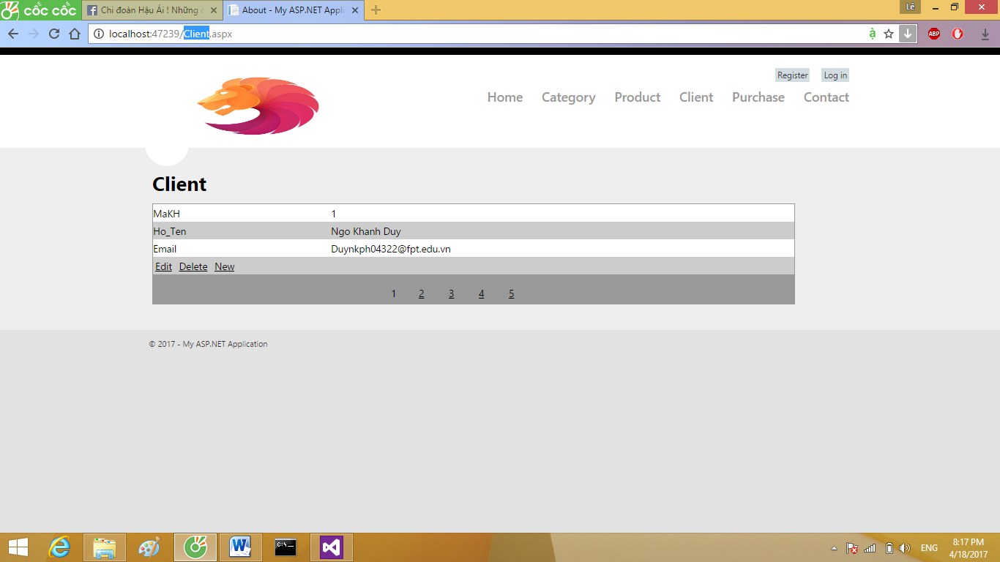 cốc cốc
Chi đoàn Hậu Ái ! Những
About - My ASP.NET Appli
Lê
localhost:47239/Client.aspx
ABP
Register Log in
Home Category Product Client Purchase Contact
Client
MaKH 1
Ho_Ten Ngo Khanh Duy
Email Duynkph04322@fpt.edu.vn
Edit Delete New
1 2 3 4 5
© 2017 - My ASP.NET Application
ENG
8:17 PM
4/18/2017